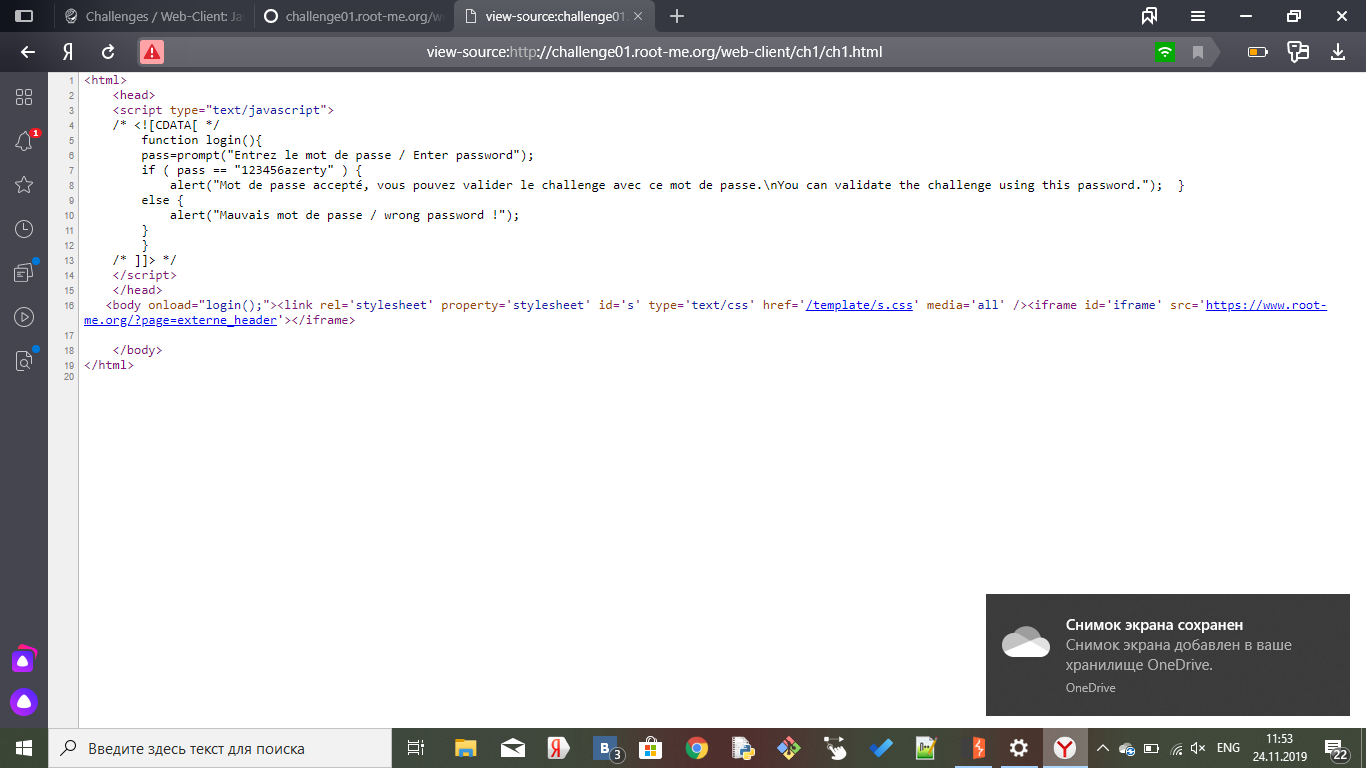 Challenges / Web-Client: Ja
challenge01.root-me.org/w
view-source:challenge01.
Я
view-source:http://challenge01.root-me.org/web-client/ch1/ch1.html
1
1 <html>
2 <head>
3 <script type="text/javascript">
4 /* <![CDATA[ */
5 function login(){
6 pass=prompt("Entrez le mot de passe / Enter password");
7 if ( pass == "123456azerty" ) {
8 alert("Mot de passe accepté, vous pouvez valider le challenge avec ce mot de passe.\nYou can validate the challenge using this password."); }
9 else {
10 alert("Mauvais mot de passe / wrong password !");
11 }
12 }
13 /* ]]> */
14 </script>
15 </head>
16 <body onload="login();"><link rel='stylesheet' property='stylesheet' id='s' type='text/css' href='/template/s.css' media='all' /><iframe id='iframe' src='https://www.root-
me.org/?page=externe_header'></iframe>
17
18 </body>
19 </html>
20
Снимок экрана сохранен
Снимок экрана добавлен в ваше
хранилище OneDrive.
OneDrive
Введите здесь текст для поиска
Я
B
3
Y
ENG
11:53
24.11.2019
22